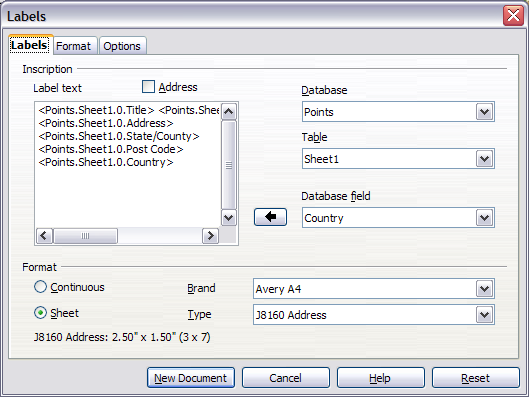 Labels
Labels Format Options
Inscription
Label text Address Database
<Points.Sheet1.0.Title> <Points.She
<Points.Sheet1.0.Address>
<Points.Sheet1.0.State/County>
<Points.Sheet1.0.Post Code>
<Points.Sheet1.0.Country>
Points
Table
Sheet1
Database field
Country
Format
Continuous Brand Avery A4
Sheet Type J8160 Address
J8160 Address: 2.50" x 1.50" (3 x 7)
New Document Cancel Help Reset